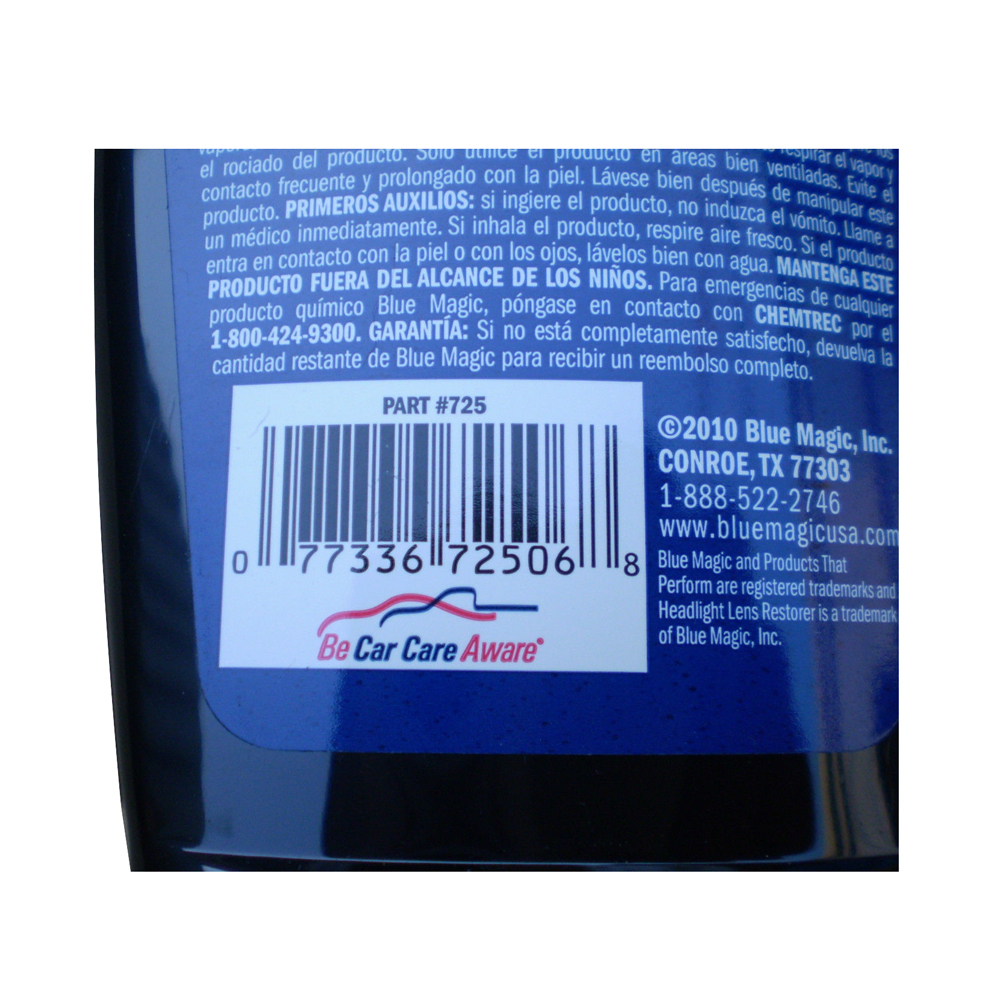 respirar el vapor y
el rociado del producto. Solo utilice el producto en áreas bien ventiladas. Evite el
contacto frecuente y prolongado con la piel. Lávese bien después de manipular este
producto. PRIMEROS AUXILIOS: si ingiere el producto, no induzca el vómito. Llame a
un médico inmediatamente. Si inhala el producto, respire aire fresco. Si el producto
entra en contacto con la piel o con los ojos, lávelos bien con agua. MANTENGA ESTE
PRODUCTO FUERA DEL ALCANCE DE LOS NIÑOS. Para emergencias de cualquier
producto químico Blue Magic, póngase en contacto con CHEMTREC por el
1-800-424-9300. GARANTÍA: Si no está completamente satisfecho, devuelva la
cantidad restante de Blue Magic para recibir un reembolso completo.
PART #725
0 77336 72506 8
Be Car Care Aware®
©2010 Blue Magic, Inc.
CONROE, TX 77303
1-888-522-2746
www.bluemagicusa.com
Blue Magic and Products That
Perform are registered trademarks and
Headlight Lens Restorer is a trademark
of Blue Magic, Inc.